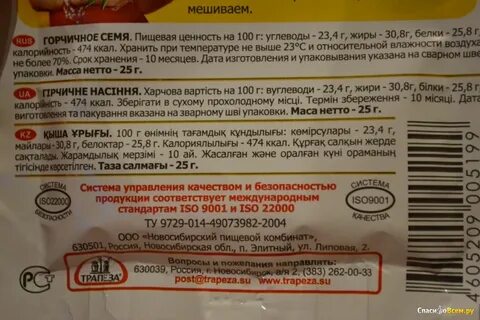 мешиваем.
RUS ГОРЧИЧНОЕ СЕМЯ. Пищевая ценность на 100 г: углеводы - 23,4 г, жиры - 30,8г, белки - 25,8 г,
калорийность - 474 ккал. Хранить при температуре не выше 23°С и относительной влажности воздуха
не более 70%. Срок хранения - 10 месяцев. Дата изготовления и упаковывания указана на сварном шве
упаковки. Масса нетто - 25 г.
UA ГІРЧИЧНЕ НАСІННЯ. Харчова вартість на 100 г: вуглеводи - 23,4 г, жири - 30,8г, білки - 25,8 г,
калорійність - 474 ккал. Зберігати в сухому прохолодному місці. Термін збереження - 10 місяців. Дата
виготовлення та пакування вказана на зварному шві упаковки. Маса нетто - 25 г.
KZ ҚЫША ҰРЫҒЫ. 100 г өнімнің тағамдық құндылығы: көмірсулары - 23,4 г,
майлары - 30,8 г, белоктар - 25,8 г. Калориялылығы - 474 ккал. Құрғақ салқын жерде
сақталады. Жарамдылық мерзімі - 10 ай. Жасалған және оралған күні ораманың
тігісінде көрсетілген. Таза салмағы - 25 г.
Система управления качеством и безопасностью
продукции соответствует международным
стандартам ISO 9001 и ISO 22000
СИСТЕМА
ISO22000
БЕЗОПАСНОСТИ
СИСТЕМА
ISO9001
КАЧЕСТВА
ТУ 9729-014-49073982-2004
ООО «Новосибирский пищевой комбинат»,
630501, Россия, Новосибирская обл., п. Элитный, ул. Липовая, 2.
Вопросы и пожелания направлять:
630039, Россия, г. Новосибирск, а/я 2, (383) 262-00-33
post@trapeza.su www.trapeza.su
РСТ
ТРАПЕЗА
4605209005199
СпасибоВсем.ру